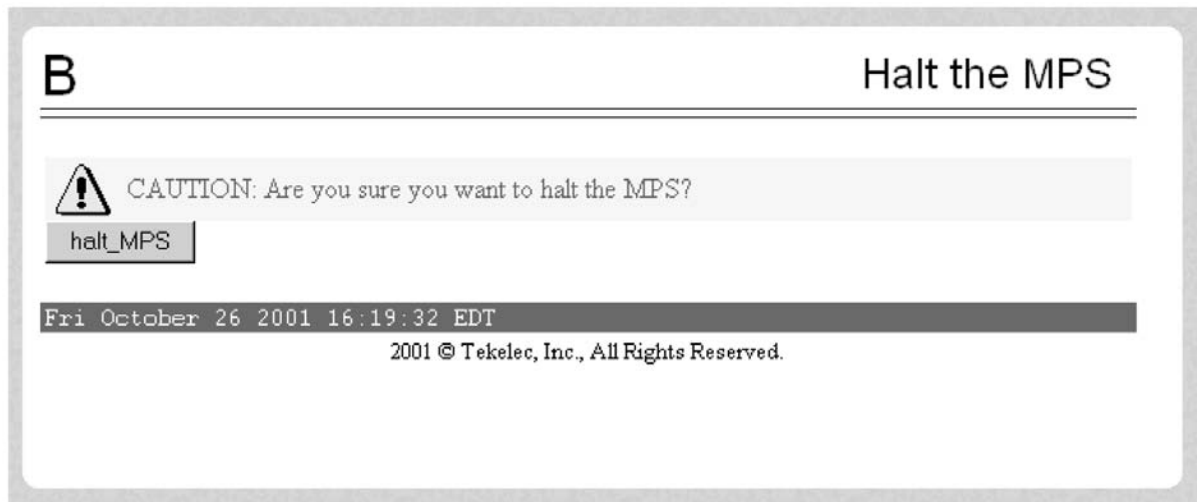 B
Halt the MPS
CAUTION: Are you sure you want to halt the MPS?
halt_MPS
Fri October 26 2001 16:19:32 EDT
2001 © Tekelec, Inc., All Rights Reserved.